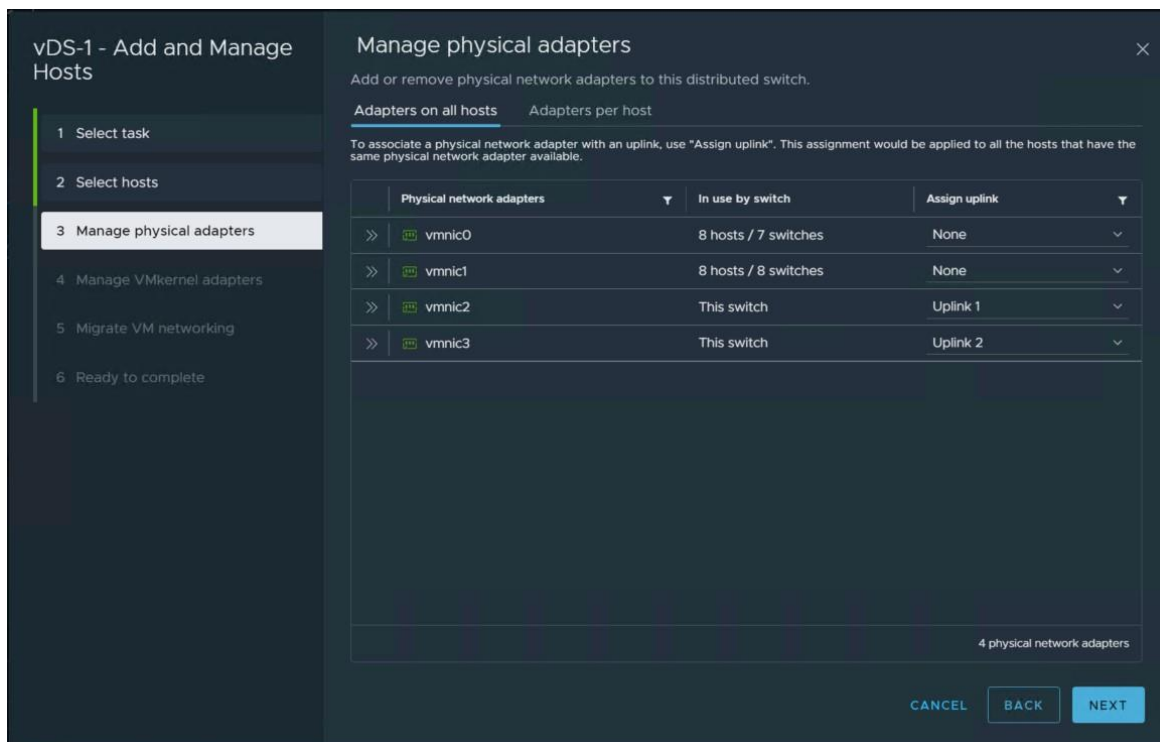 vDS-1 - Add and Manage
Hosts
1 Select task
2 Select hosts
3 Manage physical adapters
4 Manage VMkernel adapters
5 Migrate VM networking
6 Ready to complete
Manage physical adapters
Add or remove physical network adapters to this distributed switch.
Adapters on all hosts Adapters per host
To associate a physical network adapter with an uplink, use "Assign uplink". This assignment would be applied to all the hosts that have the
same physical network adapter available.
Physical network adapters In use by switch Assign uplink
vmnic0 8 hosts / 7 switches None
vmnic1 8 hosts / 8 switches None
vmnic2 This switch Uplink 1
vmnic3 This switch Uplink 2
4 physical network adapters
CANCEL BACK NEXT